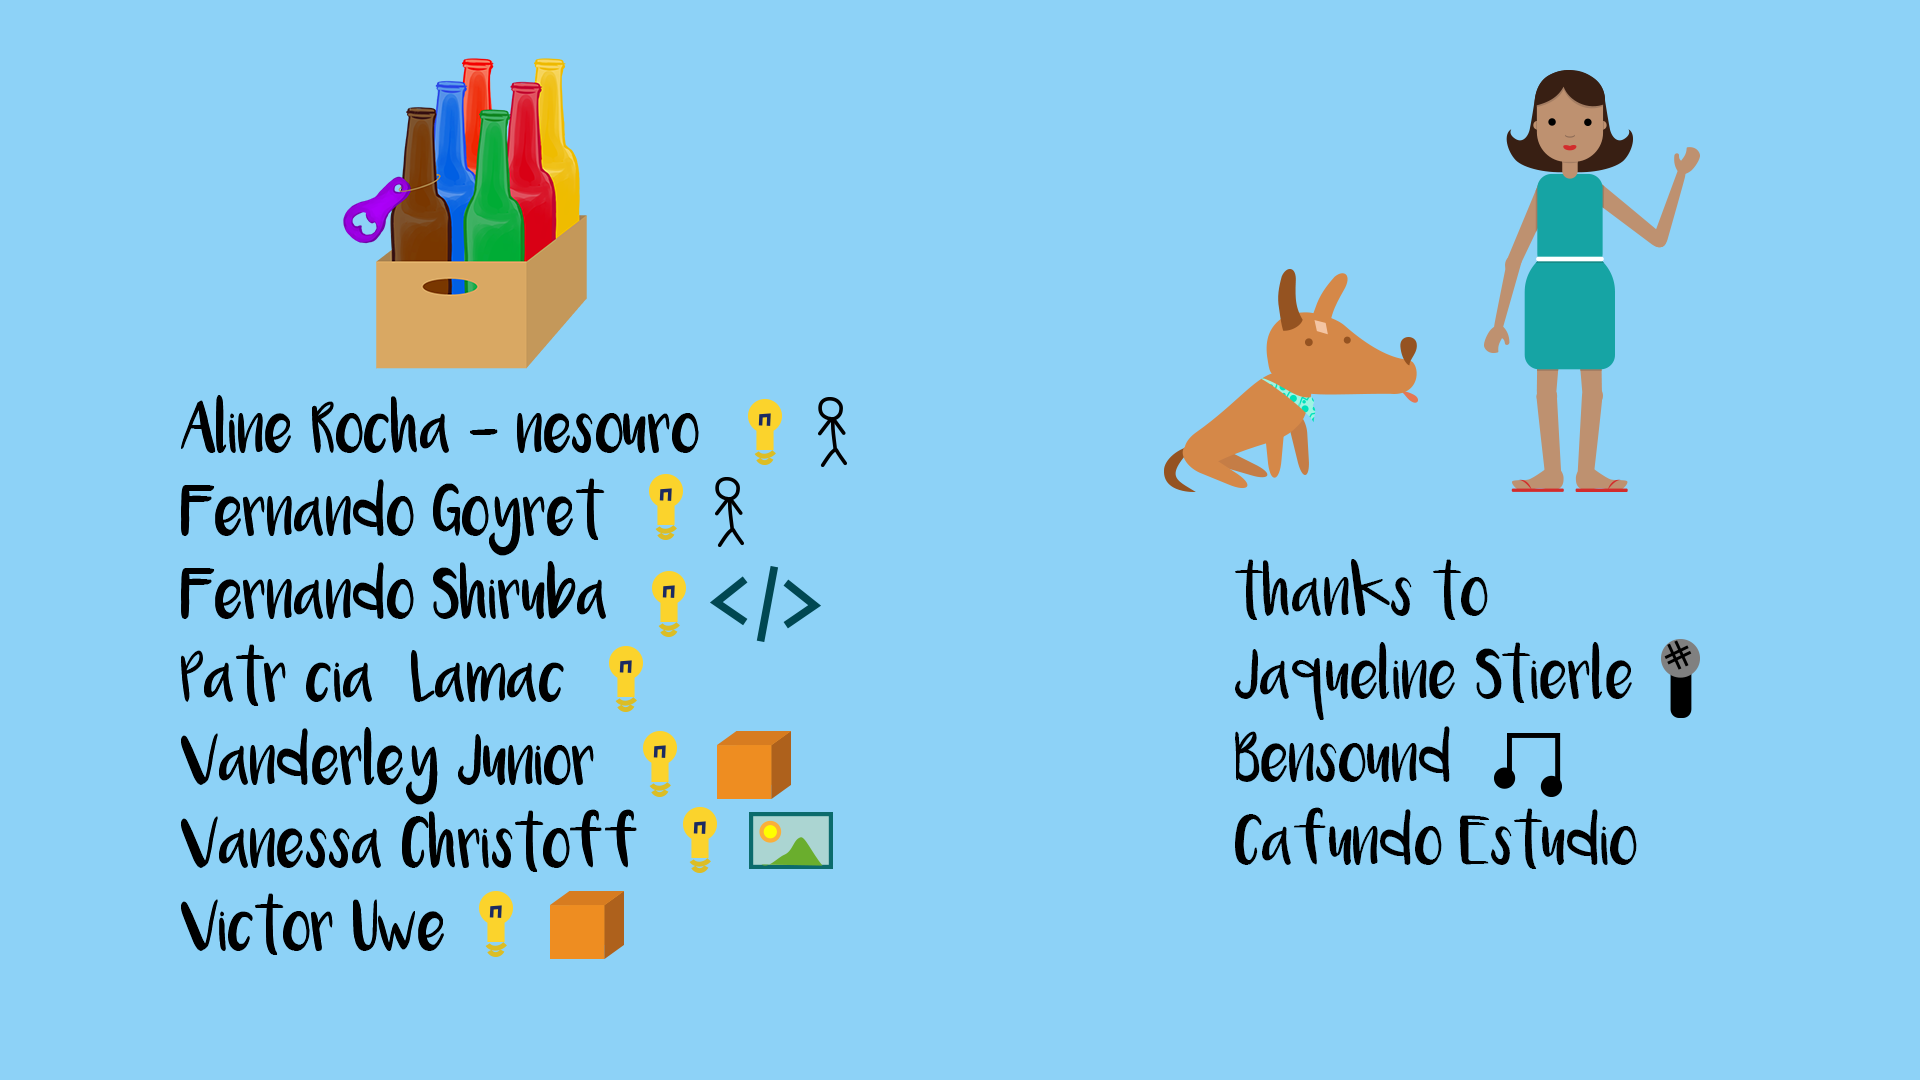 Aline Rocha - nesouro
Fernando Goyret
Fernando Shiruba
Patr cia Lamac
Vanderley Junior
Vanessa Christoff
Victor Uwe
thanks to
Jaqueline Stierle
Bensound
Cafundo Estudio